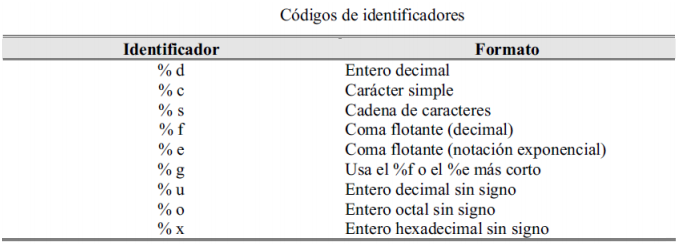 Códigos de identificadores
Identificador Formato
% d Entero decimal
% c Carácter simple
% s Cadena de caracteres
% f Coma flotante (decimal)
% e Coma flotante (notación exponencial)
% g Usa el %f o el %e más corto
% u Entero decimal sin signo
% o Entero octal sin signo
% x Entero hexadecimal sin signo